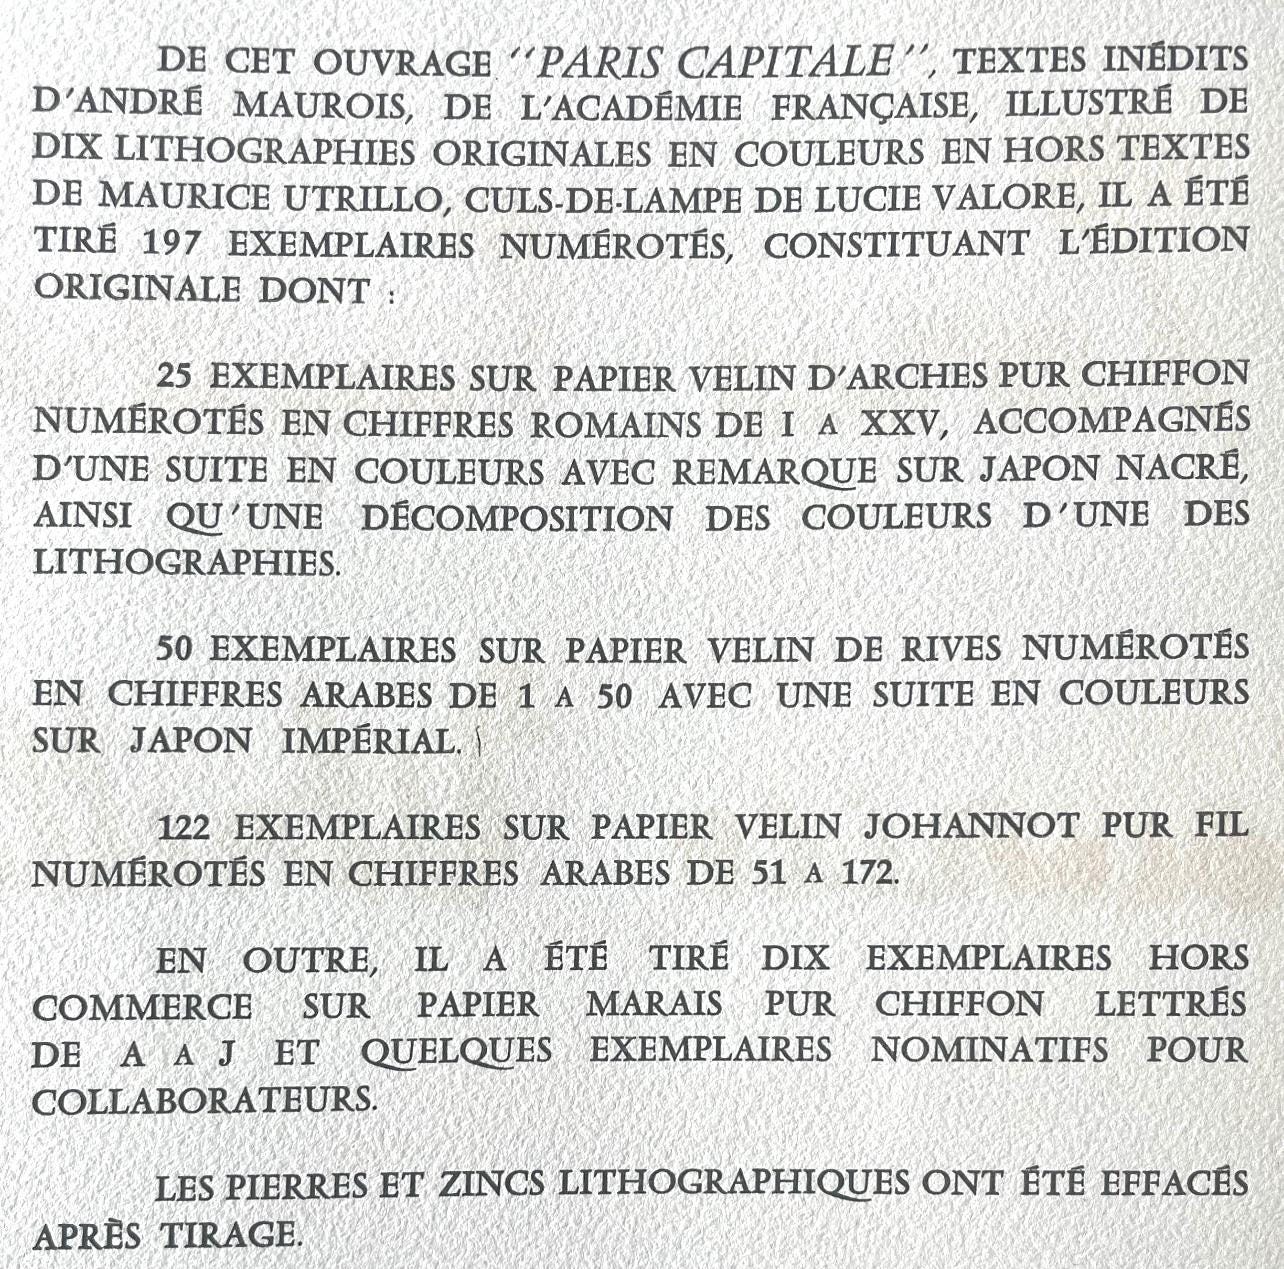 DE CET OUVRAGE "PARIS CAPITALE", TEXTES INÉDITS
D'ANDRÉ MAUROIS, DE L'ACADÉMIE FRANÇAISE, ILLUSTRÉ DE
DIX LITHOGRAPHIES ORIGINALES EN COULEURS EN HORS TEXTES
DE MAURICE UTRILLO, CULS-DE-LAMPE DE LUCIE VALORE, IL A ÉTÉ
TIRÉ 197 EXEMPLAIRES NUMÉROTÉS, CONSTITUANT L'ÉDITION
ORIGINALE DONT :
25 EXEMPLAIRES SUR PAPIER VELIN D'ARCHES PUR CHIFFON
NUMÉROTÉS EN CHIFFRES ROMAINS DE I A XXV, ACCOMPAGNÉS
D'UNE SUITE EN COULEURS AVEC REMARQUE SUR JAPON NACRÉ,
AINSI QU'UNE DÉCOMPOSITION DES COULEURS D'UNE DES
LITHOGRAPHIES.
50 EXEMPLAIRES SUR PAPIER VELIN DE RIVES NUMÉROTÉS
EN CHIFFRES ARABES DE 1 A 50 AVEC UNE SUITE EN COULEURS
SUR JAPON IMPÉRIAL.
122 EXEMPLAIRES SUR PAPIER VELIN JOHANNOT PUR FIL
NUMÉROTÉS EN CHIFFRES ARABES DE 51 A 172.
EN OUTRE, IL A ÉTÉ TIRÉ DIX EXEMPLAIRES HORS
COMMERCE SUR PAPIER MARAIS PUR CHIFFON LETTRÉS
DE A A J ET QUELQUES EXEMPLAIRES NOMINATIFS POUR
COLLABORATEURS.
LES PIERRES ET ZINCS LITHOGRAPHIQUES ONT ÉTÉ EFFACÉS
APRÈS TIRAGE.